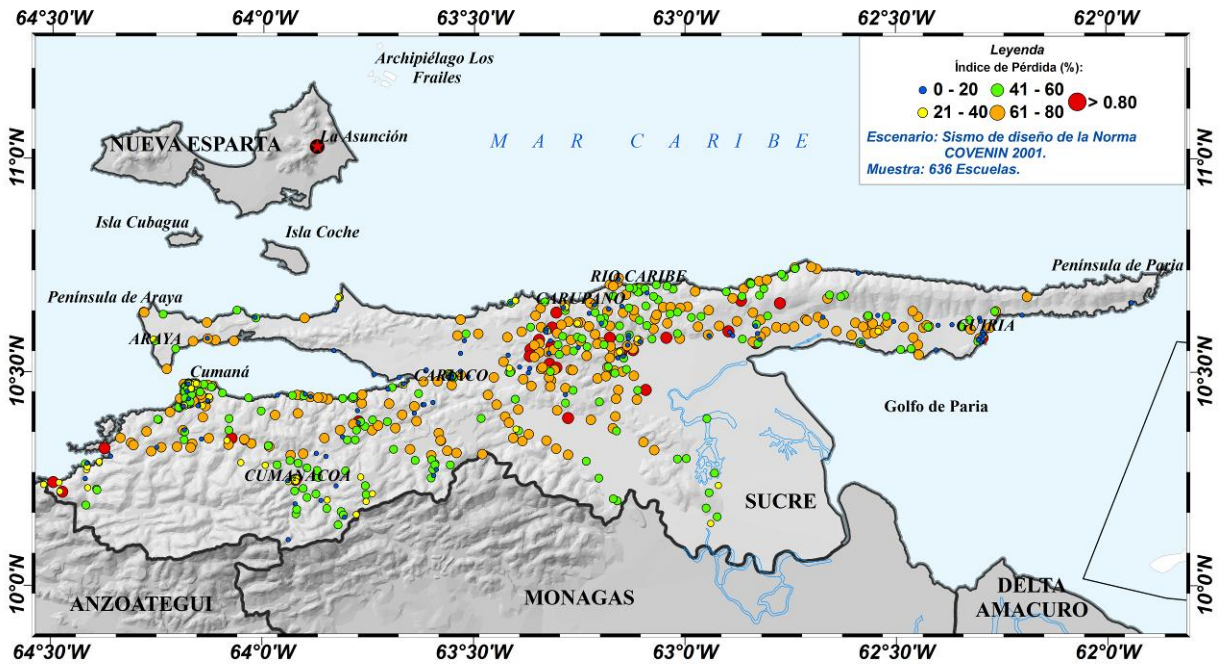 64°30'W 64°0'W 63°30'W 63°0'W 62°30'W 62°0'W
Archipiélago Los
Frailes
Leyenda
Índice de Pérdida (%):
0 - 20 41 - 60 > 0.80
21 - 40 61 - 80
Escenario: Sismo de diseño de la Norma
COVENIN 2001.
Muestra: 636 Escuelas.
11°0'N 11°0'N
NUEVA ESPARTA La Asunción
MAR CARIBE
Isla Cubagua
Isla Coche
Península de Araya
RIO CARIBE
CARUPANO
Península de Paria
ARAYA
GUIRIA
10°30'N 10°30'N
Cumaná
CARIACO
Golfo de Paria
CUMANACOA
SUCRE
10°0'N 10°0'N
ANZOATEGUI
MONAGAS
DELTA
AMACURO
64°30'W 64°0'W 63°30'W 63°0'W 62°30'W 62°0'W